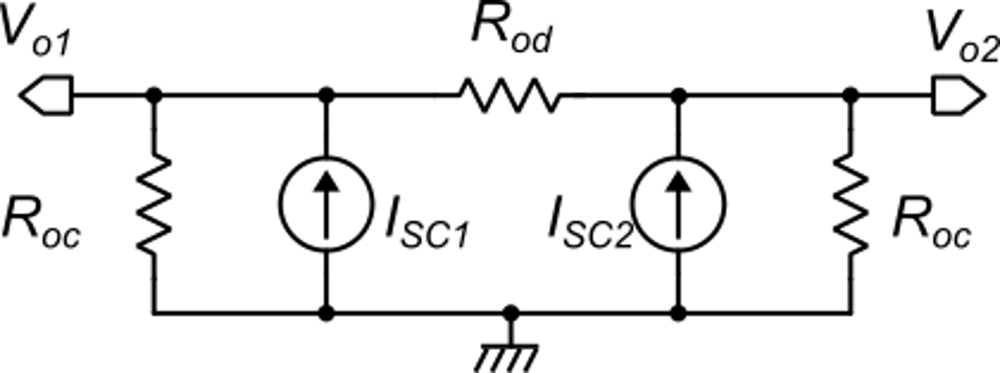 Vo1
Rod
Vo2
Roc
ISC1
ISC2
Roc